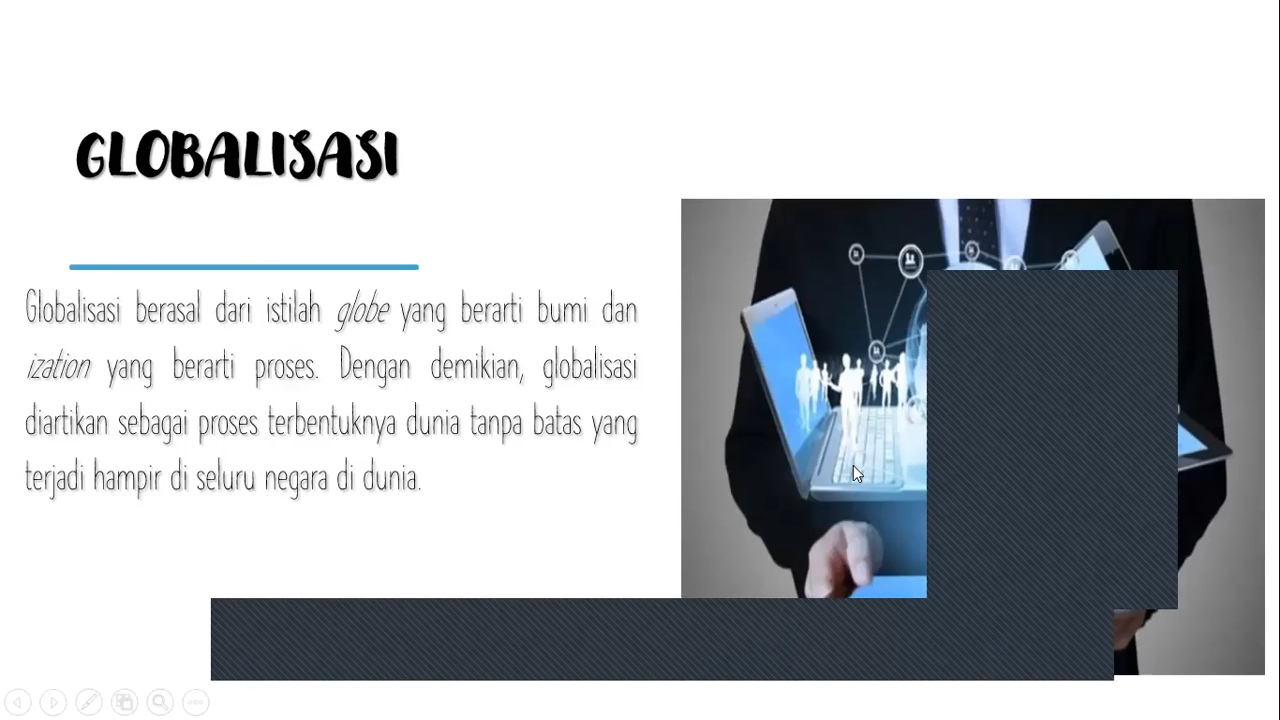 GLOBALISASI
Globalisasi berasal dari istilah globe yang berarti bumi dan
ization yang berarti proses. Dengan demikian, globalisasi
diartikan sebagai proses terbentuknya dunia tanpa batas yang
terjadi hampir di seluru negara di dunia.